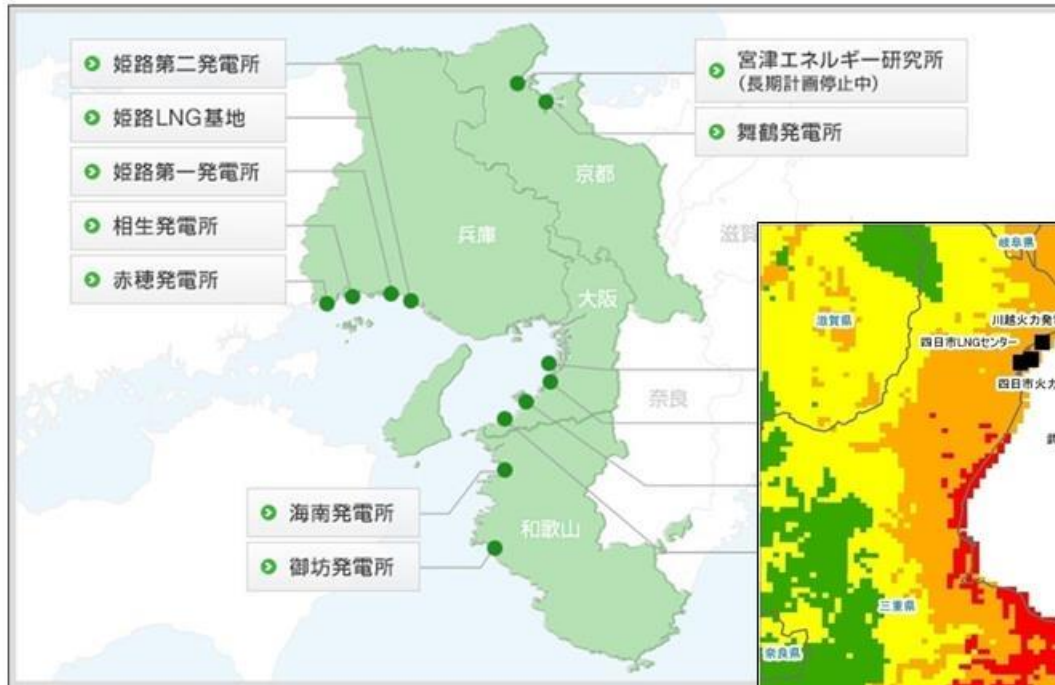 姫路第二発電所
姫路LNG基地
姫路第一発電所
相生発電所
赤穂発電所
宮津エネルギー研究所
(長期計画停止中)
舞鶴発電所
京都
兵庫
滋賀
大阪
奈良
和歌山
海南発電所
御坊発電所
岐阜県
滋賀県
川越火力発
四日市LNGセンター
四日市火力
三重県
奈良県